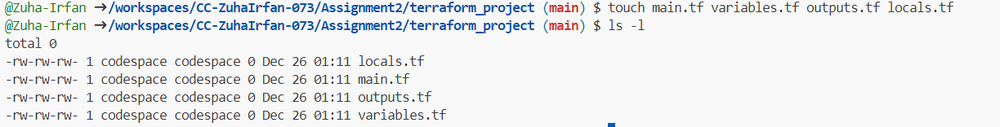 @Zuha-Irfan →/workspaces/CC-ZuhaIrfan-073/Assignment2/terraform_project (main) $ touch main.tf variables.tf outputs.tf locals.tf
@Zuha-Irfan →/workspaces/CC-ZuhaIrfan-073/Assignment2/terraform_project (main) $ ls -l
total 0
-rw-rw-rw- 1 codespace codespace 0 Dec 26 01:11 locals.tf
-rw-rw-rw- 1 codespace codespace 0 Dec 26 01:11 main.tf
-rw-rw-rw- 1 codespace codespace 0 Dec 26 01:11 outputs.tf
-rw-rw-rw- 1 codespace codespace 0 Dec 26 01:11 variables.tf